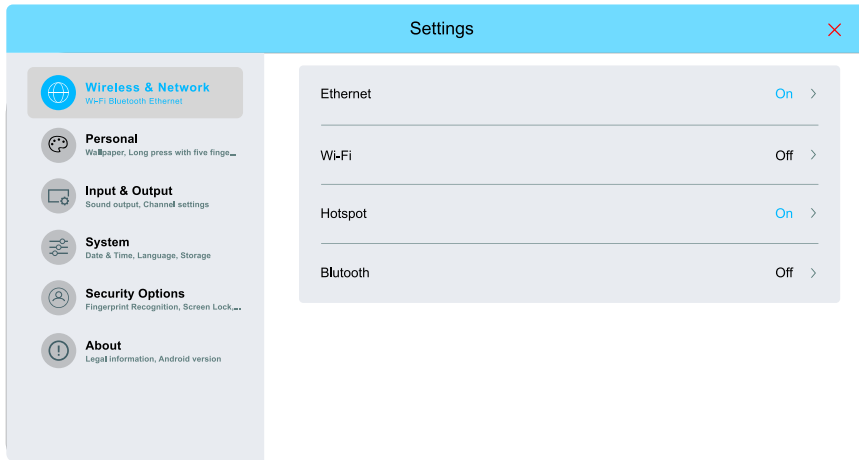 Settings
Wireless & Network
Wi-Fi Bluetooth Ethernet
Personal
Wallpaper, Long press with five finge...
Input & Output
Sound output, Channel settings
System
Date & Time, Language, Storage
Security Options
Fingerprint Recognition, Screen Lock,...
About
Legal information, Android version
Ethernet On
Wi-Fi Off
Hotspot On
Blutooth Off